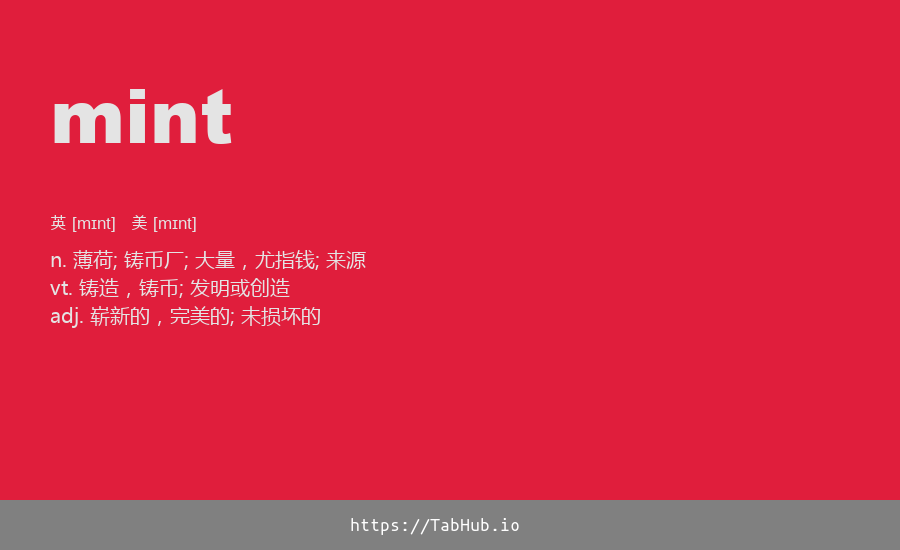 mint
英 [mɪnt] 美 [mɪnt]
n. 薄荷; 铸币厂; 大量，尤指钱; 来源
vt. 铸造，铸币; 发明或创造
adj. 崭新的，完美的; 未损坏的
https://TabHub.io